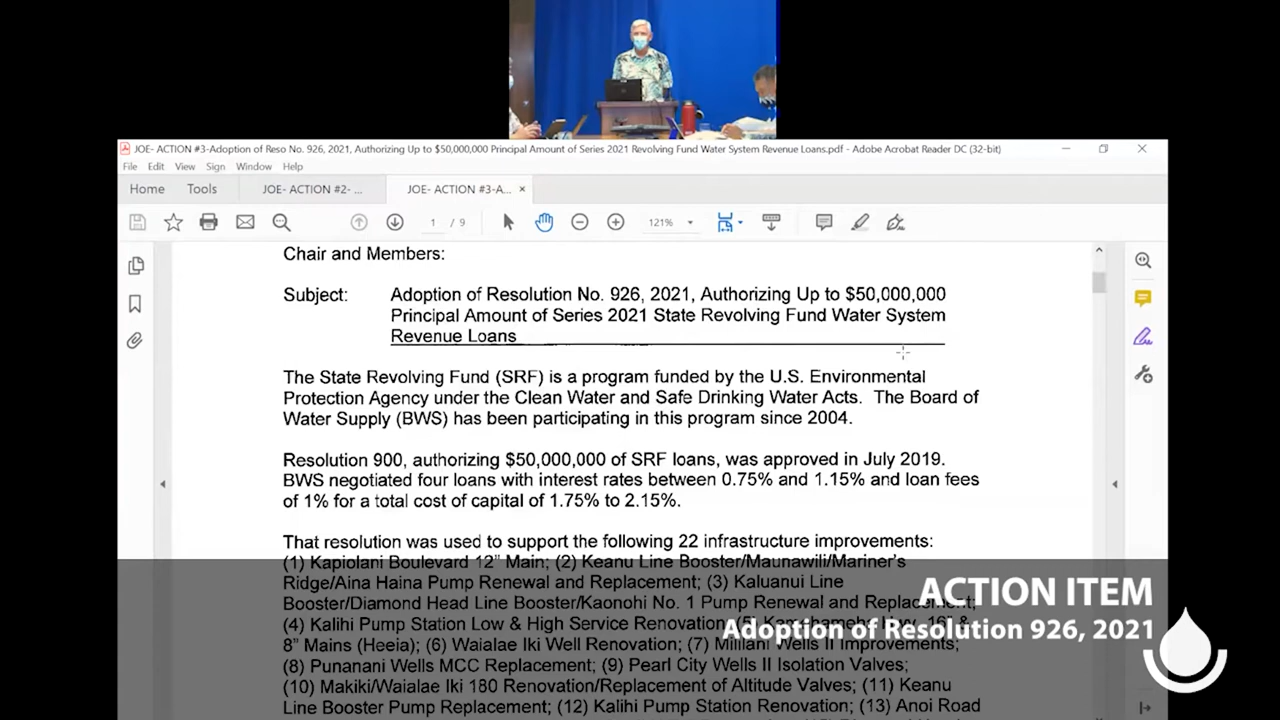 JOE- ACTION #3-Adoption of Reso No. 926, 2021, Authorizing Up to $50,000,000 Principal Amount of Series 2021 Revolving Fund Water System Revenue Loans.pdf - Adobe Acrobat Reader DC (32-bit)
File Edit View Sign Window Help
Home Tools JOE- ACTION #2- ... JOE- ACTION #3-A... ×
1 / 9 121%
Chair and Members:
Subject: Adoption of Resolution No. 926, 2021, Authorizing Up to $50,000,000
Principal Amount of Series 2021 State Revolving Fund Water System
Revenue Loans
The State Revolving Fund (SRF) is a program funded by the U.S. Environmental
Protection Agency under the Clean Water and Safe Drinking Water Acts. The Board of
Water Supply (BWS) has been participating in this program since 2004.
Resolution 900, authorizing $50,000,000 of SRF loans, was approved in July 2019.
BWS negotiated four loans with interest rates between 0.75% and 1.15% and loan fees
of 1% for a total cost of capital of 1.75% to 2.15%.
That resolution was used to support the following 22 infrastructure improvements:
(1) Kapiolani Boulevard 12" Main; (2) Keanu Line Booster/Maunawili/Mariner's
Ridge/Aina Haina Pump Renewal and Replacement; (3) Kaluanui Line
Booster/Diamond Head Line Booster/Kaonohi No. 1 Pump Renewal and Replacement;
(4) Kalihi Pump Station Low & High Service Renovation
8" Mains (Heeia); (6) Waialae Iki Well Renovation; (7) Mililani Wells II Improvements;
(8) Punanani Wells MCC Replacement; (9) Pearl City Wells II Isolation Valves;
(10) Makiki/Waialae Iki 180 Renovation/Replacement of Altitude Valves; (11) Keanu
Line Booster Pump Replacement; (12) Kalihi Pump Station Renovation; (13) Anoi Road
ACTION ITEM
Adoption of Resolution 926, 2021